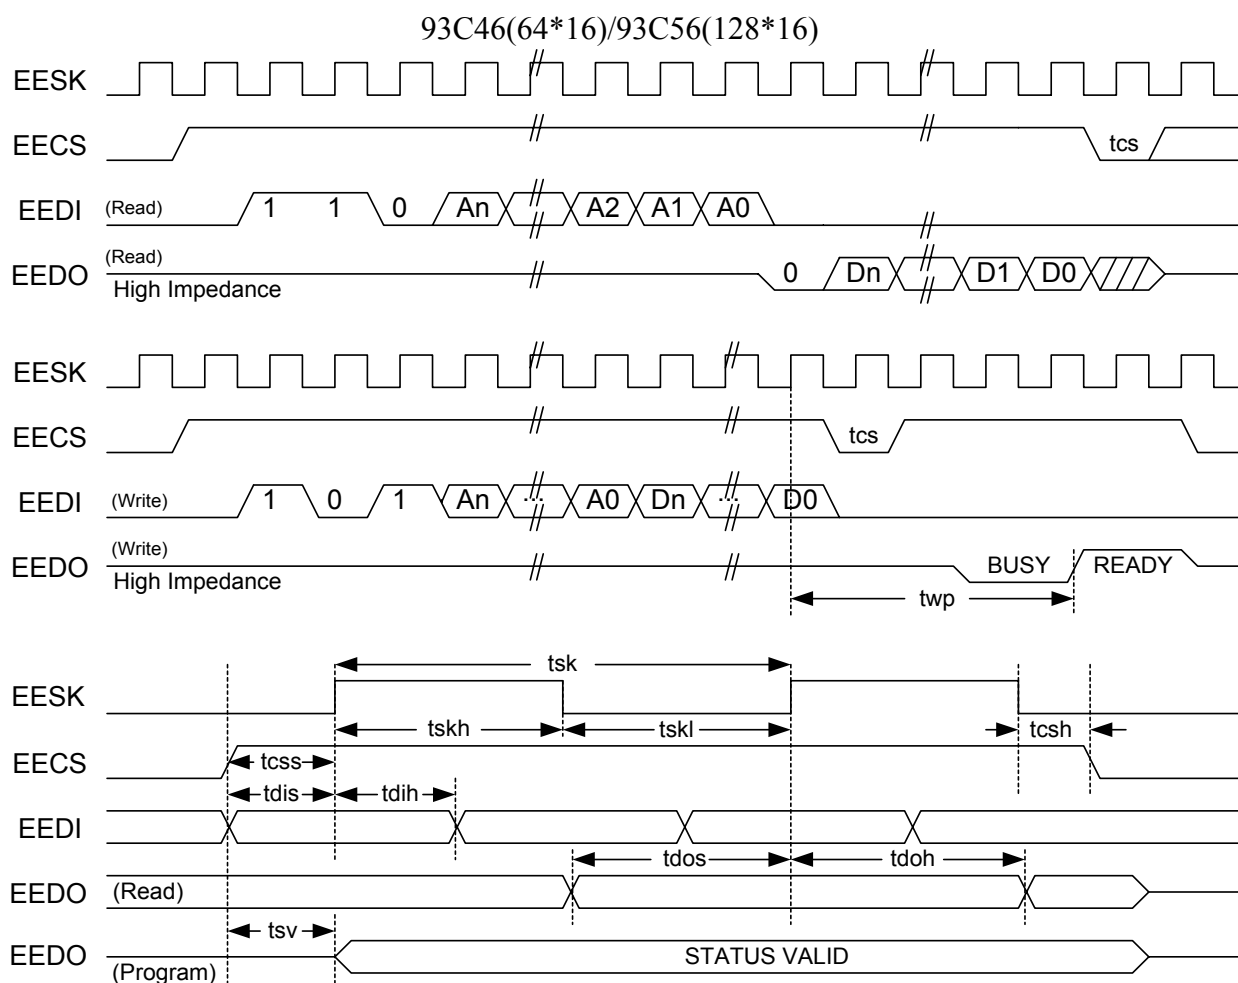 93C46(64*16)/93C56(128*16)
EESK
EECS tcs
EEDI (Read) 1 1 0 An A2 A1 A0
EEDO (Read) High Impedance 0 Dn D1 D0
EESK
EECS tcs
EEDI (Write) 1 0 1 An ... A0 Dn ... D0
EEDO (Write) High Impedance BUSY READY
twp
tsk
EESK
tskh tskl tcsh
EECS tcss
tdis tdih
EEDI
tdos tdoh
EEDO (Read)
tsv
EEDO (Program) STATUS VALID